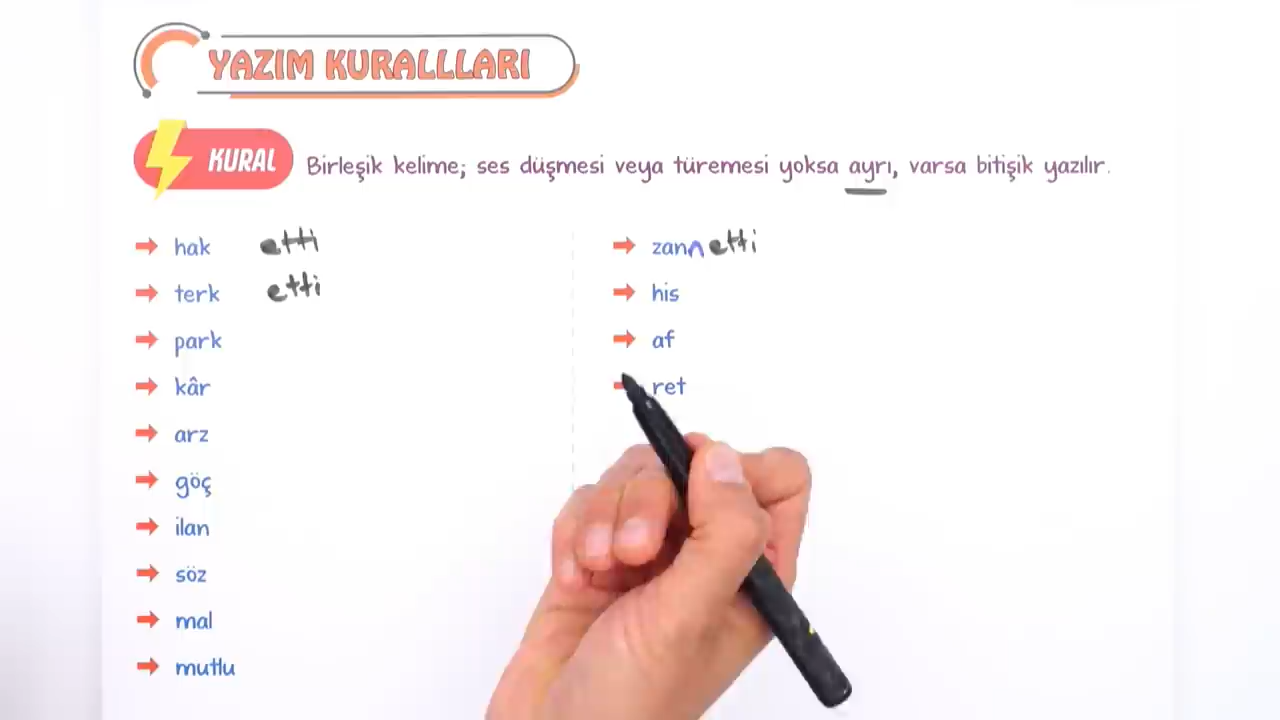 YAZIM KURALLLARI
KURAL
Birleşik kelime; ses düşmesi veya türemesi yoksa ayrı, varsa bitişik yazılır.
hak etti
terk etti
park
kâr
arz
göç
ilan
söz
mal
mutlu
zannetti
his
af
ret